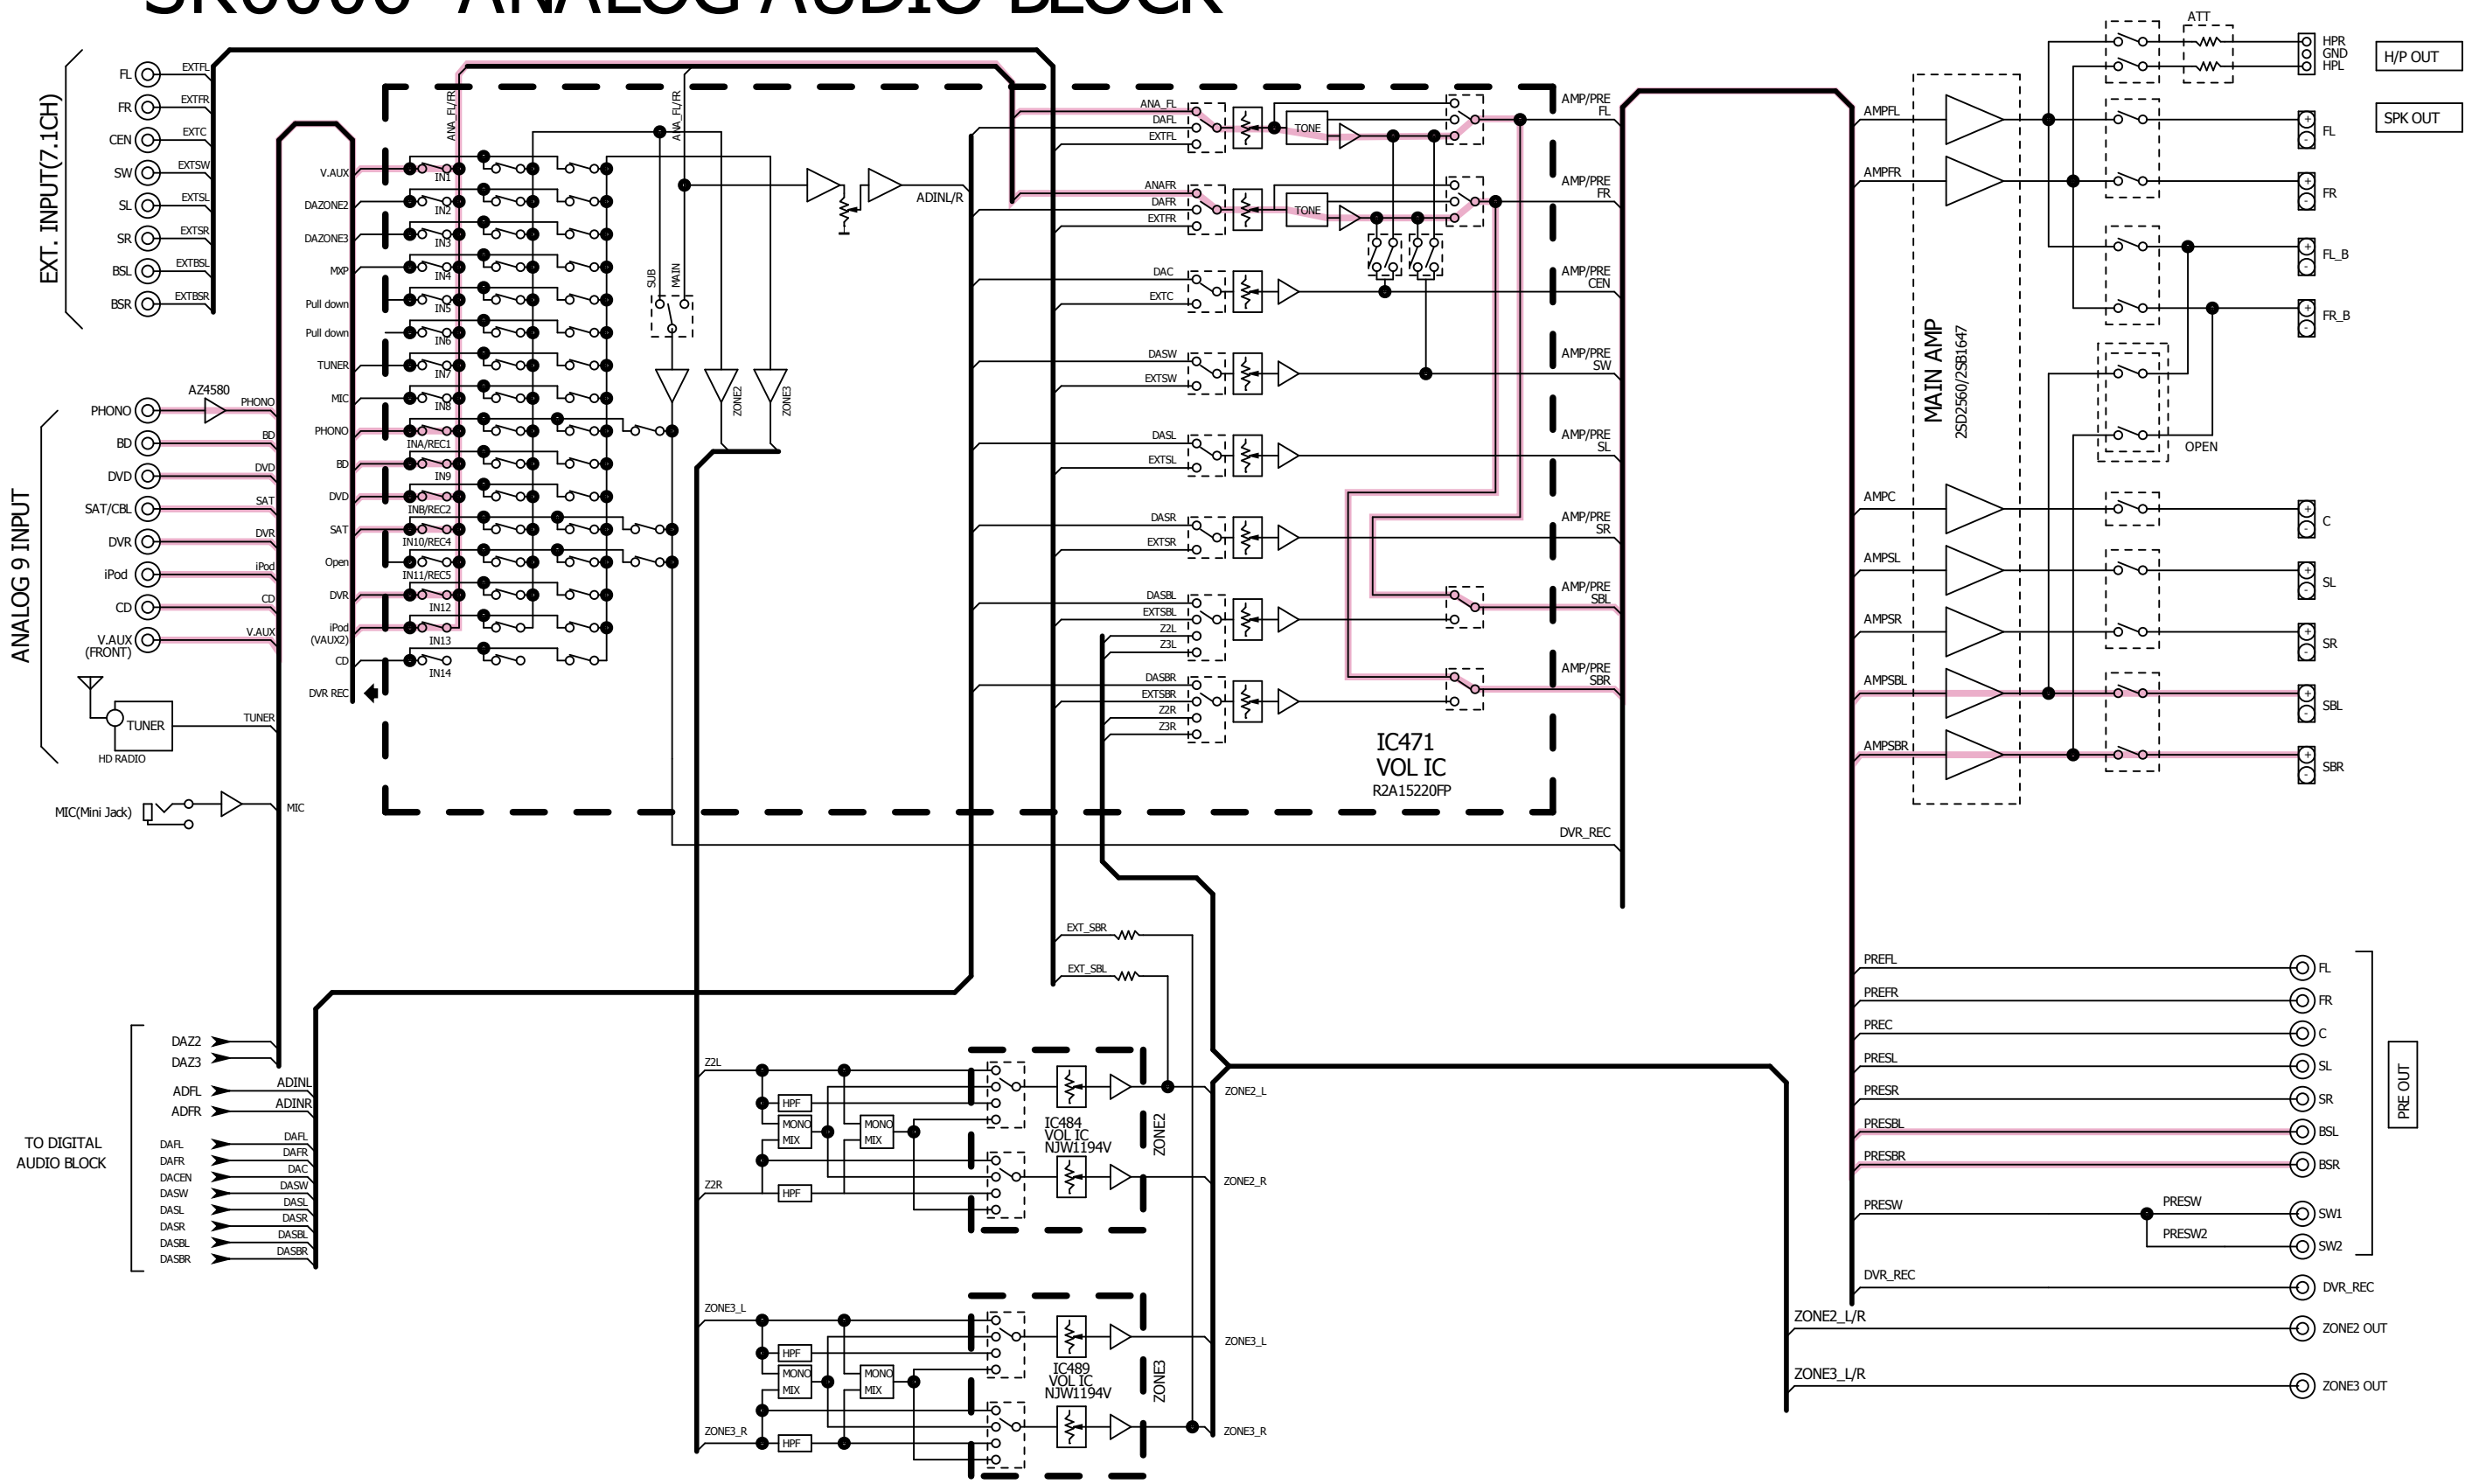 ANALOG AUDIO BLOCK
EXT. INPUT(7.1CH)
FL
EXTFL
FR
EXTFR
CEN
EXTC
SW
EXTSW
SL
EXTSL
SR
EXTSR
BSL
EXTBSL
BSR
EXTBSR
ANALOG 9 INPUT
PHONO
AZ4580
PHONO
BD
BD
DVD
DVD
SAT/CBL
SAT
DVR
DVR
iPod
iPod
CD
CD
V.AUX
(FRONT)
V.AUX
TUNER
TUNER
HD RADIO
MIC(Mini Jack)
MIC
TO DIGITAL
AUDIO BLOCK
DAZ2
DAZ3
ADFL
ADINL
ADFR
ADINR
DAFL
DAFL
DAFR
DAFR
DACEN
DAC
DASW
DASW
DASL
DASL
DASR
DASR
DASBL
DASBL
DASBR
DASBR
V.AUX
IN1
DAZONE2
IN2
DAZONE3
IN3
MXP
IN4
Pull down
IN5
Pull down
IN6
TUNER
IN7
MIC
IN8
PHONO
INA/REC1
BD
IN9
DVD
INB/REC2
SAT
IN10/REC4
Open
IN11/REC5
DVR
IN12
iPod
(VAUX2)
IN13
CD
IN14
DVR REC
ANA_FL/FR
ANA_FL/FR
SUB
MAIN
ZONE2
ZONE3
ADINL/R
ANA_FL
DAFL
EXTFL
TONE
AMP/PRE
FL
ANAFR
DAFR
EXTFR
TONE
AMP/PRE
FR
DAC
EXTC
AMP/PRE
CEN
DASW
EXTSW
AMP/PRE
SW
DASL
EXTSL
AMP/PRE
SL
DASR
EXTSR
AMP/PRE
SR
DASBL
EXTSBL
Z2L
Z3L
AMP/PRE
SBL
DASBR
EXTSBR
Z2R
Z3R
AMP/PRE
SBR
IC471
VOL IC
R2A15220FP
DVR_REC
EXT_SBR
EXT_SBL
Z2L
HPF
MONO
MIX
MONO
MIX
Z2R
HPF
IC484
VOL IC
NJW1194V
ZONE2
ZONE2_L
ZONE2_R
ZONE3_L
HPF
MONO
MIX
MONO
MIX
ZONE3_R
HPF
IC489
VOL IC
NJW1194V
ZONE3
ZONE3_L
ZONE3_R
AMPFL
AMPFR
MAIN AMP
2SD2560/2SB1647
AMPC
AMPSL
AMPSR
AMPSBL
AMPSBR
ATT
HPR
GND
HPL
H/P OUT
SPK OUT
+
-
FL
+
-
FR
+
-
FL_B
+
-
FR_B
OPEN
+
-
C
+
-
SL
+
-
SR
+
-
SBL
+
-
SBR
PREFL
FL
PREFR
FR
PREC
C
PRESL
SL
PRESR
SR
PRESBL
BSL
PRESBR
BSR
PRESW
PRESW
SW1
PRESW2
SW2
PRE OUT
DVR_REC
DVR_REC
ZONE2_L/R
ZONE2 OUT
ZONE3_L/R
ZONE3 OUT